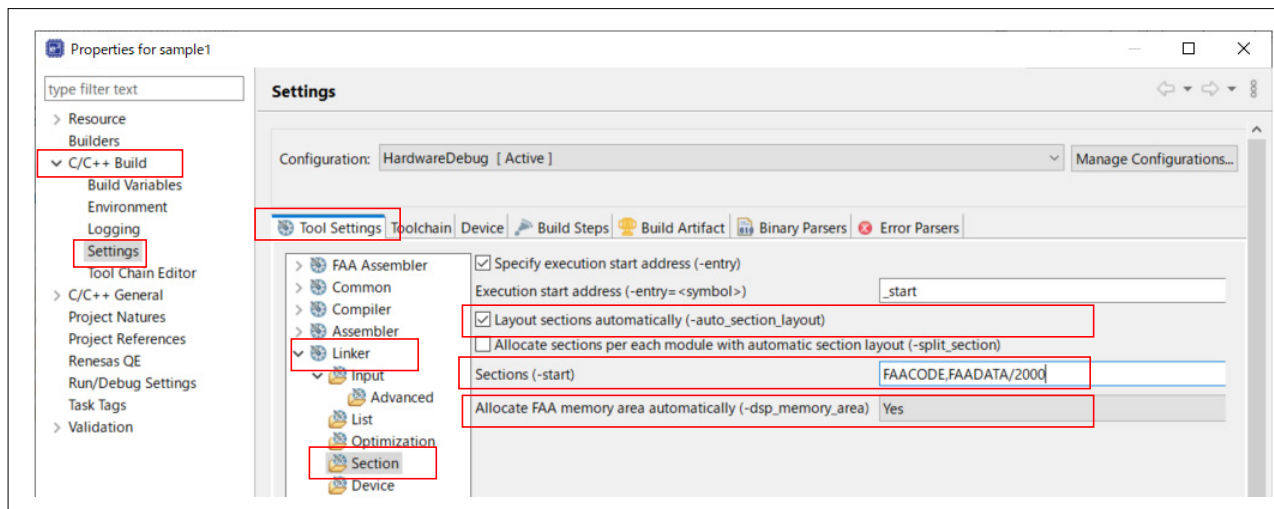 Properties for sample1
type filter text
Settings
Resource
Builders
C/C++ Build
Build Variables
Environment
Logging
Settings
Tool Chain Editor
C/C++ General
Project Natures
Project References
Renesas QE
Run/Debug Settings
Task Tags
Validation
Configuration: HardwareDebug [ Active ] Manage Configurations...
Tool Settings Toolchain Device Build Steps Build Artifact Binary Parsers Error Parsers
FAA Assembler
Common
Compiler
Assembler
Linker
Input
Advanced
List
Optimization
Section
Device
Specify execution start address (-entry)
Execution start address (-entry=<symbol>) _start
Layout sections automatically (-auto_section_layout)
Allocate sections per each module with automatic section layout (-split_section)
Sections (-start) FAACODE,FAADATA/2000
Allocate FAA memory area automatically (-dsp_memory_area) Yes